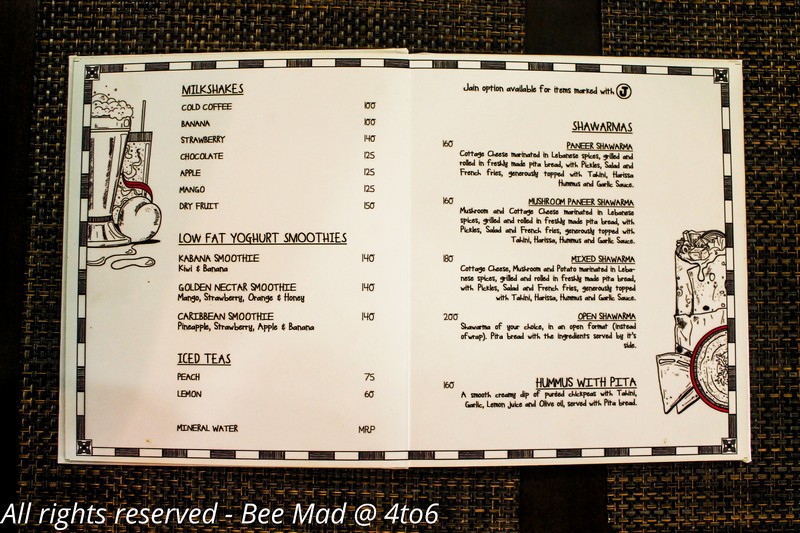 MILKSHAKES
COLD COFFEE 100
BANANA 100
STRAWBERRY 140
CHOCOLATE 125
APPLE 125
MANGO 125
DRY FRUIT 150
LOW FAT YOGHURT SMOOTHIES
KABANA SMOOTHIE 140
Kiwi & Banana
GOLDEN NECTAR SMOOTHIE 140
Mango, Strawberry, Orange & Honey
CARIBBEAN SMOOTHIE 140
Pineapple, Strawberry, Apple & Banana
ICED TEAS
PEACH 75
LEMON 60
MINERAL WATER MRP
Jain option available for items marked with J
SHAWARMAS
160 PANEER SHAWARMA
Cottage Cheese marinated in Lebanese spices, grilled and
rolled in freshly made pita bread, with Pickles, Salad and
French fries, generously topped with Tahini, Harissa
Hummus and Garlic Sauce.
160 MUSHROOM PANEER SHAWARMA
Mushroom and Cottage Cheese marinated in Lebanese
spices, grilled and rolled in freshly made pita bread, with
Pickles, Salad and French fries, generously topped with
Tahini, Harissa, Hummus and Garlic Sauce.
180 MIXED SHAWARMA
Cottage Cheese, Mushroom and Potato marinated in Leba-
nese spices, grilled and rolled in freshly made pita bread,
with Pickles, Salad and French fries, generously topped
with Tahini, Harissa, Hummus and Garlic Sauce.
200 OPEN SHAWARMA
Shawarma of your choice, in an open format (instead
of wrap). Pita bread with the ingredients served by it's
side.
160 HUMMUS WITH PITA
A smooth creamy dip of puréed chickpeas with Tahini,
Garlic, Lemon juice and Olive oil, served with Pita bread.
All rights reserved - Bee Mad @ 4to6